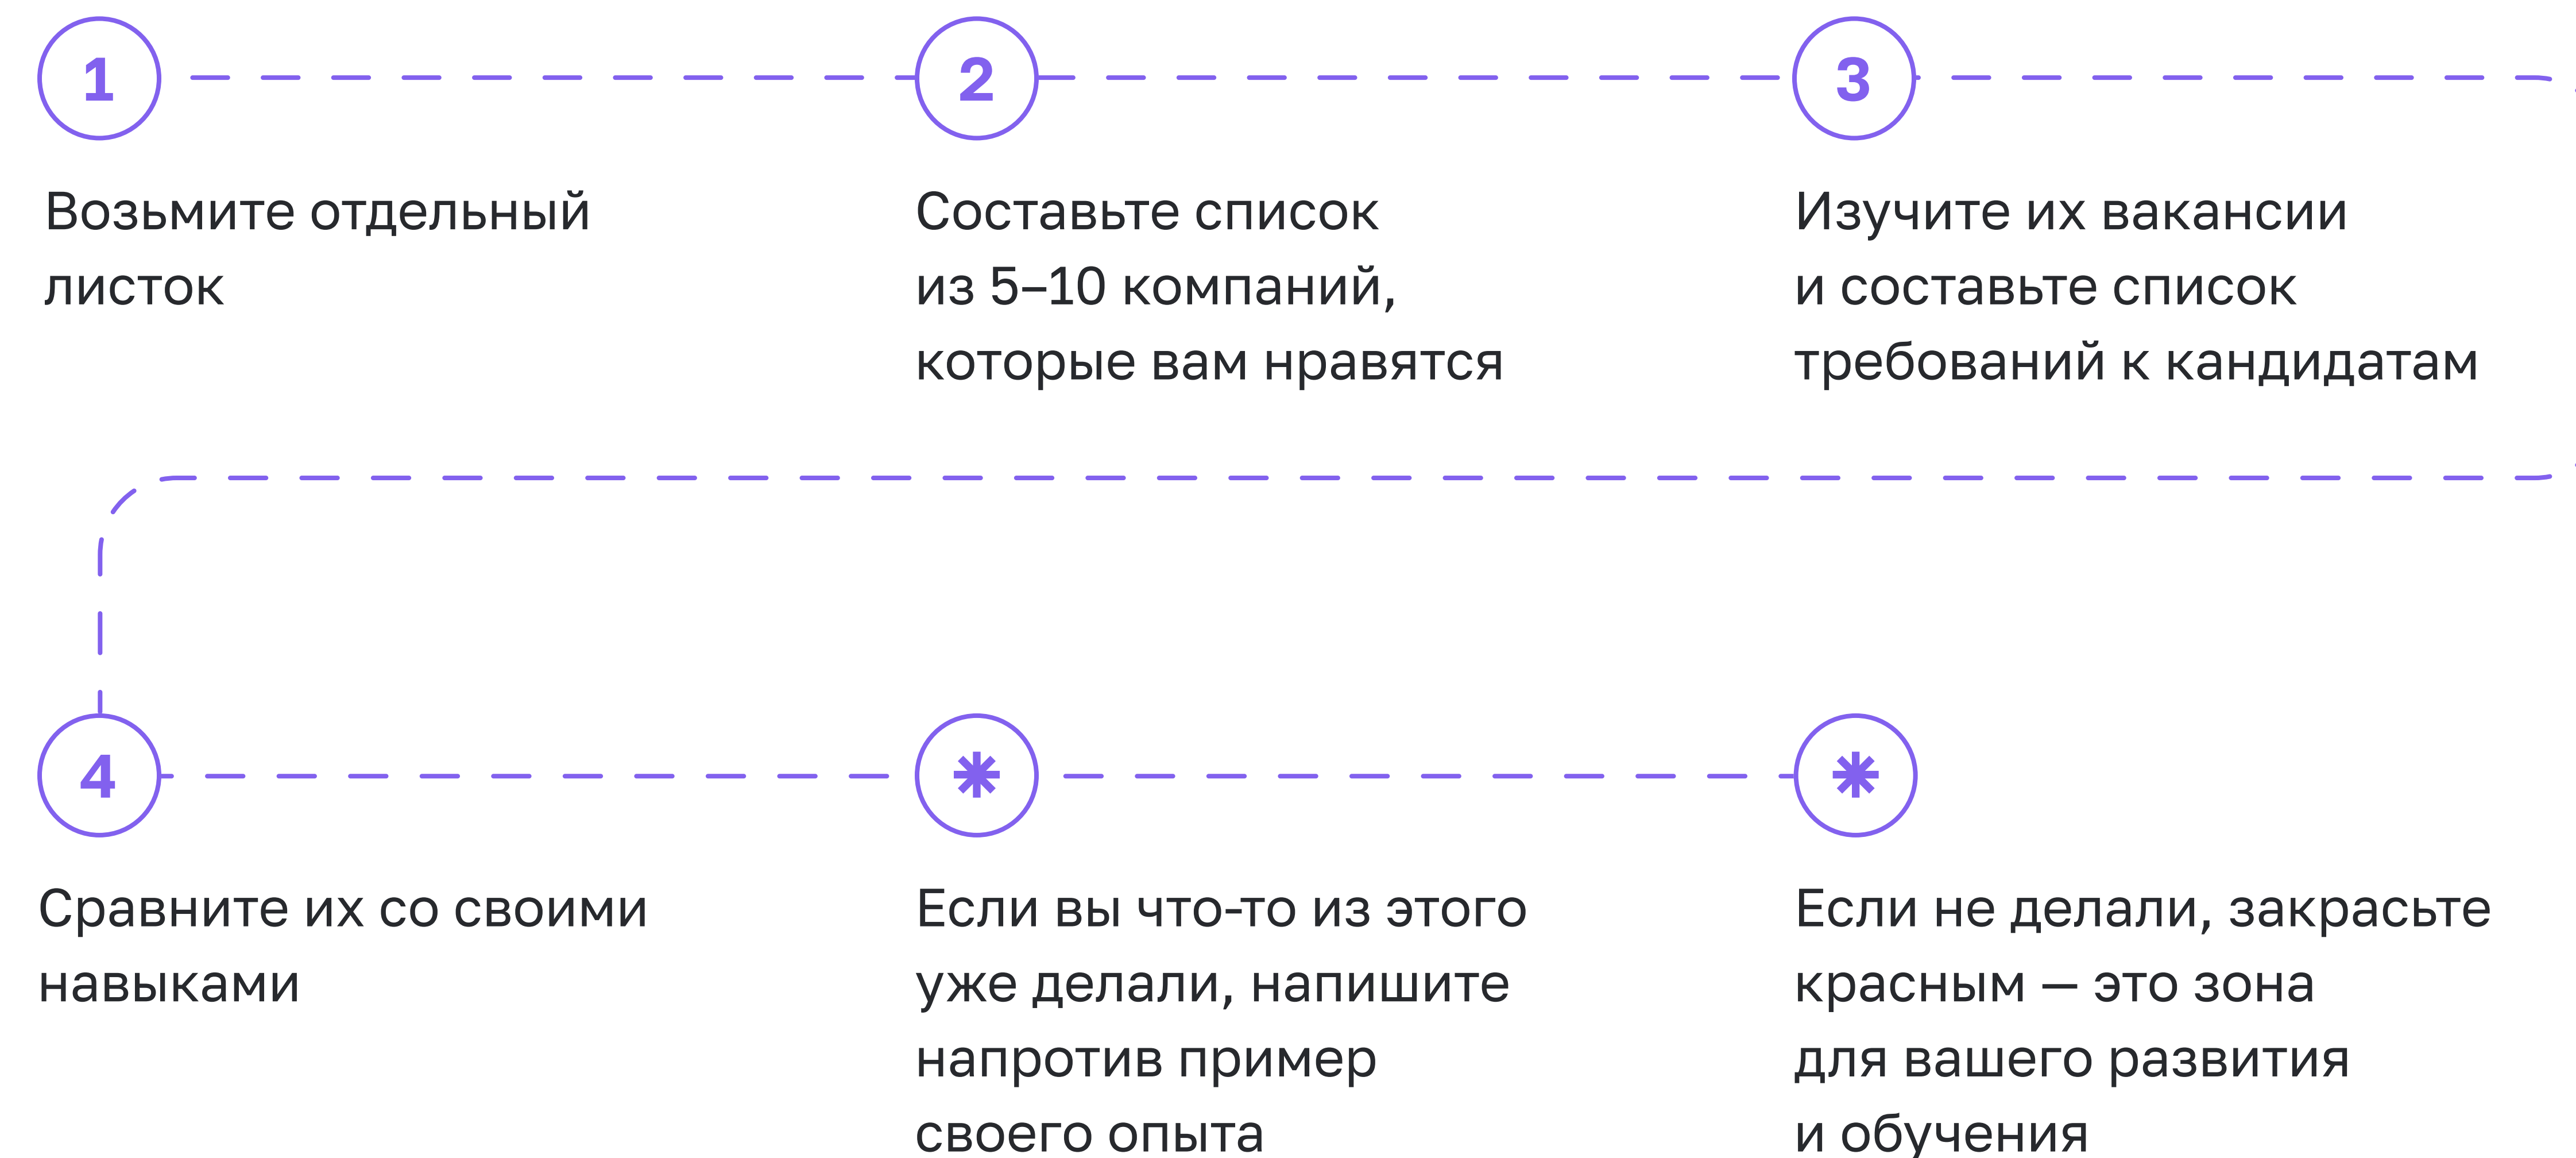 1
Возьмите отдельный
листок
2
Составьте список
из 5–10 компаний,
которые вам нравятся
3
Изучите их вакансии
и составьте список
требований к кандидатам
4
Сравните их со своими
навыками
*
Если вы что-то из этого
уже делали, напишите
напротив пример
своего опыта
*
Если не делали, закрасьте
красным — это зона
для вашего развития
и обучения